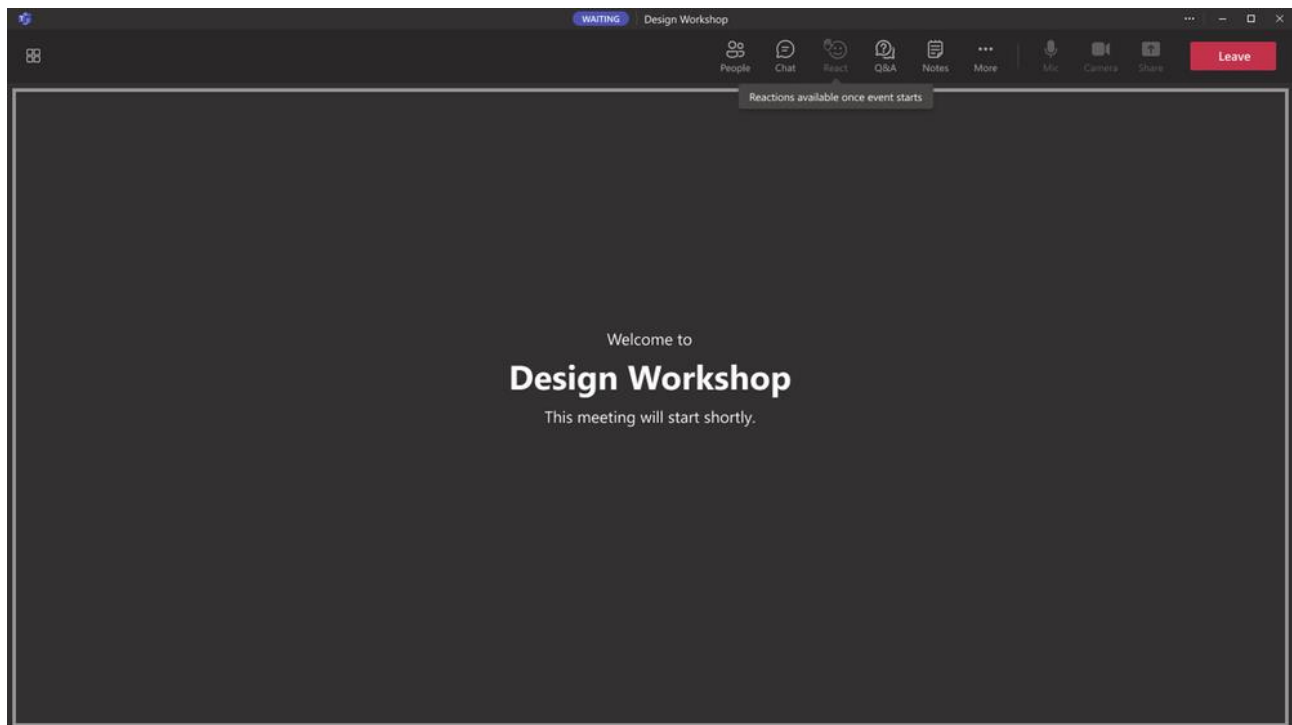 WAITING Design Workshop
People Chat React Q&A Notes More Mic Camera Share Leave
Reactions available once event starts
Welcome to
Design Workshop
This meeting will start shortly.